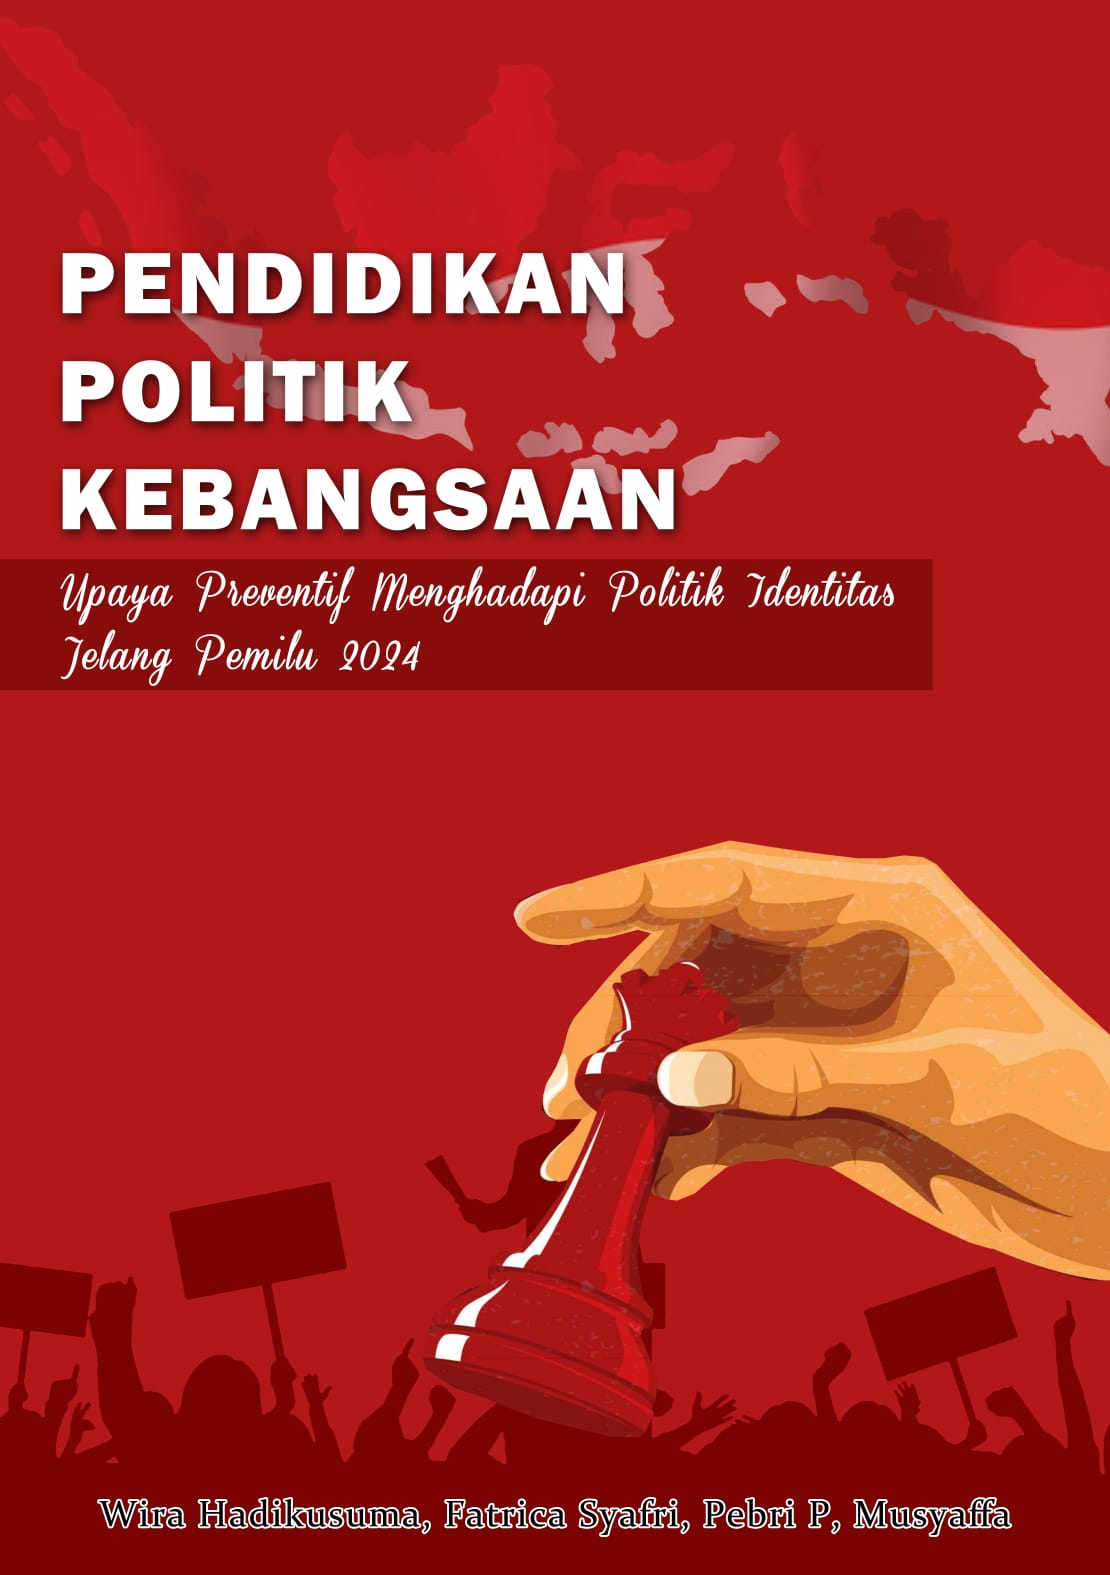 PENDIDIKAN
POLITIK
KEBANGSAAN
Upaya Preventif Menghadapi Politik Identitas
Jelang Pemilu 2024
Wira Hadikusuma, Fatrica Syafri, Pebri P, Musyaffa